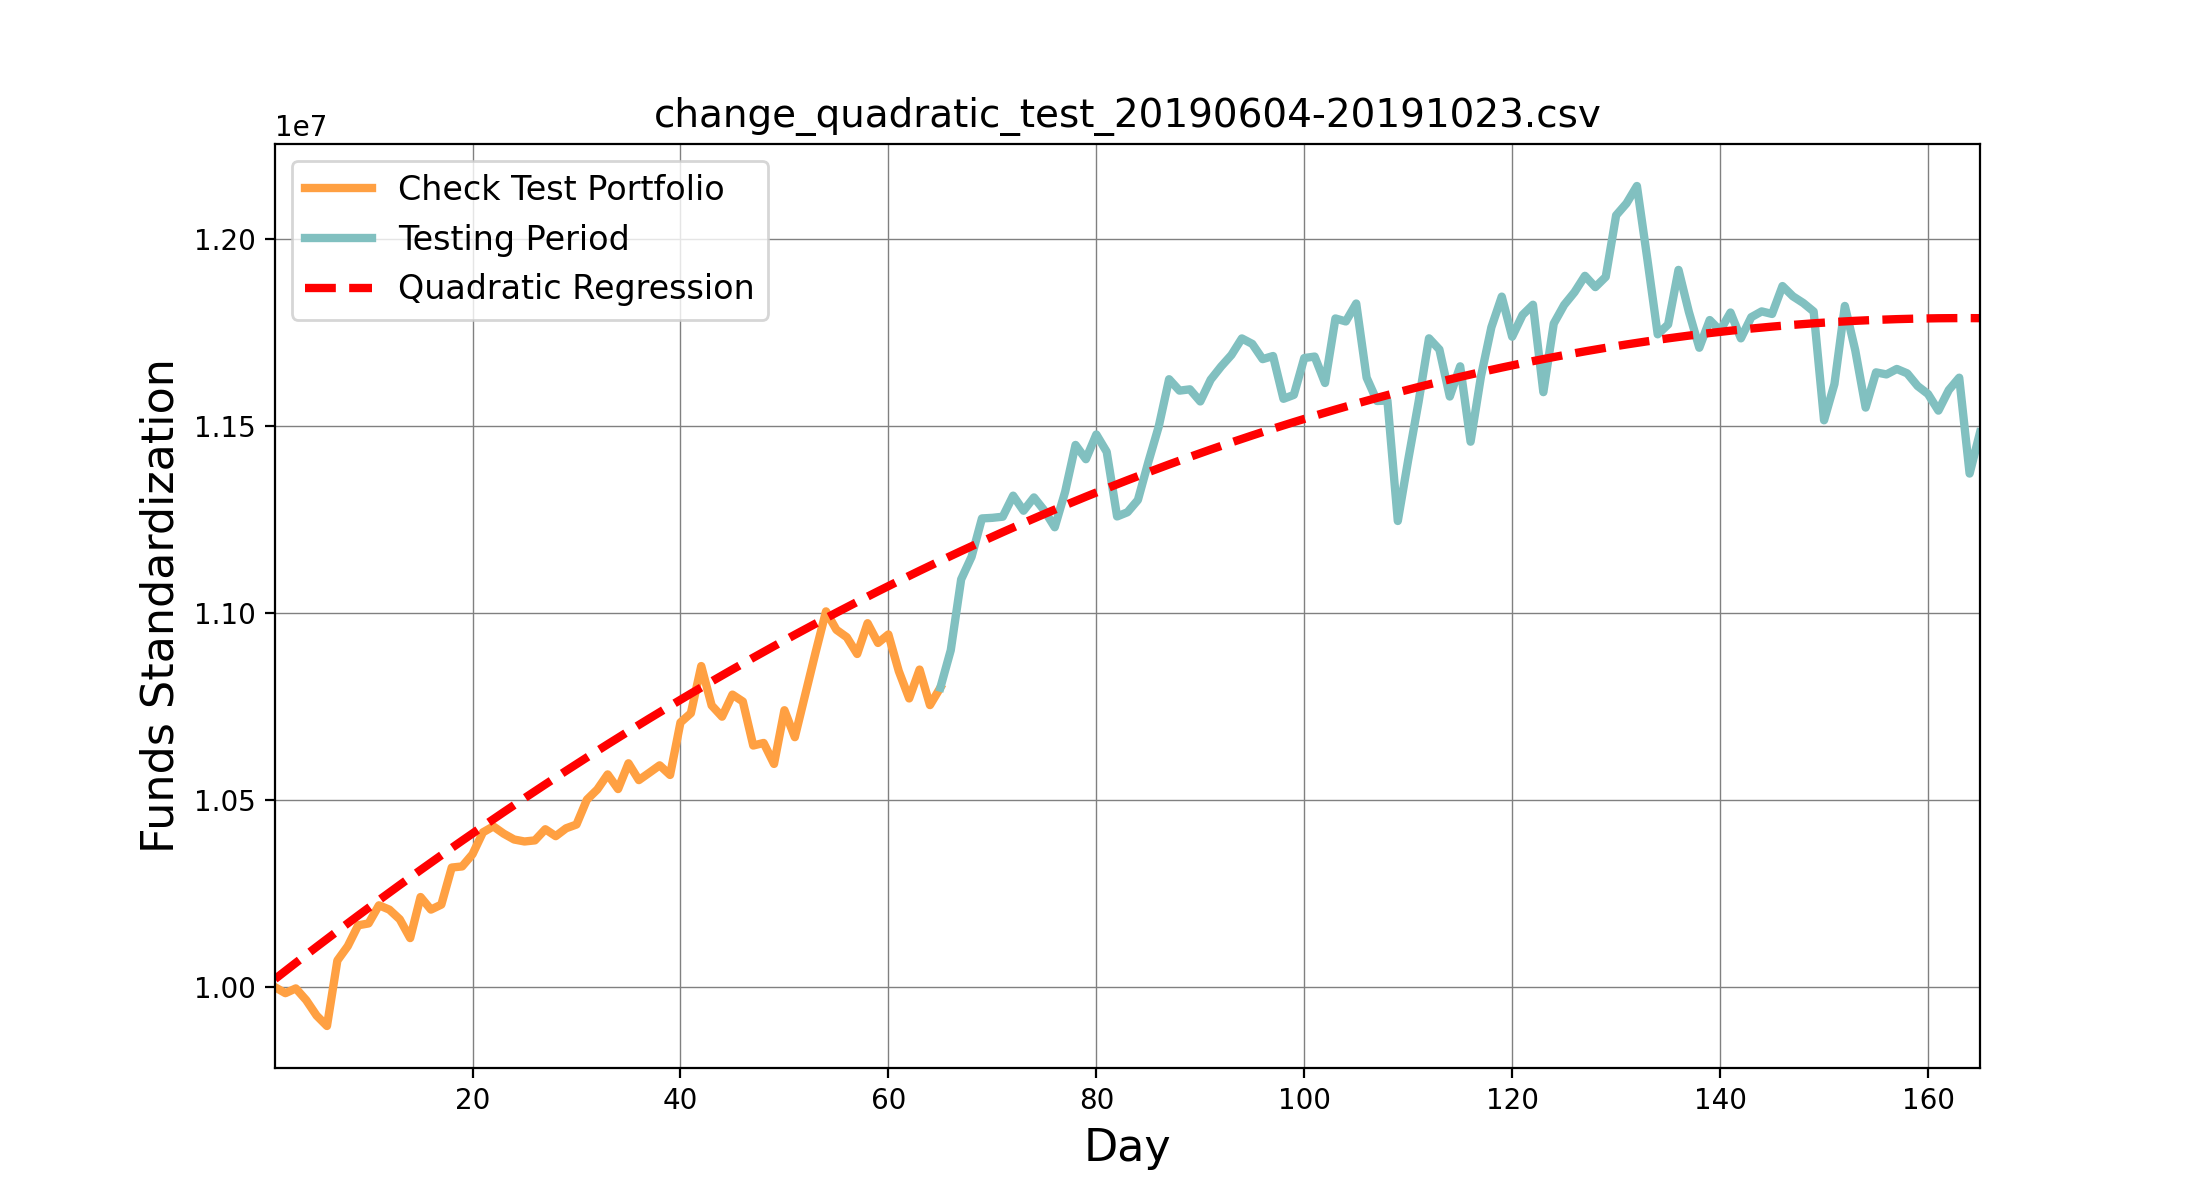 change_quadratic_test_20190604-20191023.csv
1e7
Check Test Portfolio
Testing Period
Quadratic Regression
1.20
1.15
1.10
1.05
1.00
Funds Standardization
20 40 60 80 100 120 140 160
Day